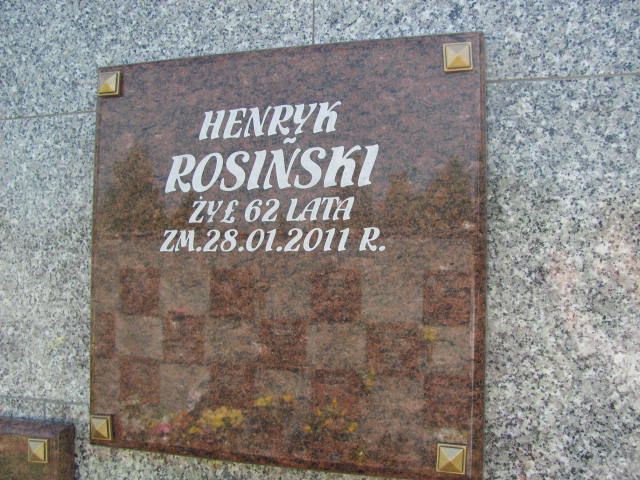 HENRYK
ROSIŃSKI
ŻYŁ 62 LATA
ZM.28.01.2011 R.